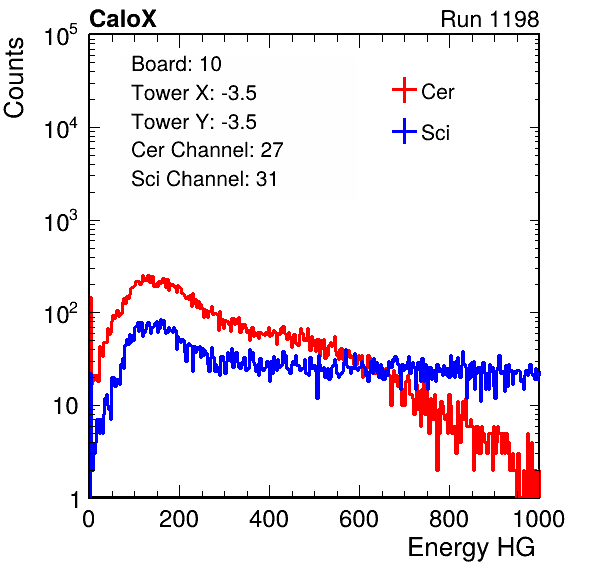 CaloX Run 1198
Counts
10^5
10^4
10^3
10^2
10
1
Board: 10
Tower X: -3.5
Tower Y: -3.5
Cer Channel: 27
Sci Channel: 31
Cer
Sci
0 200 400 600 800 1000
Energy HG